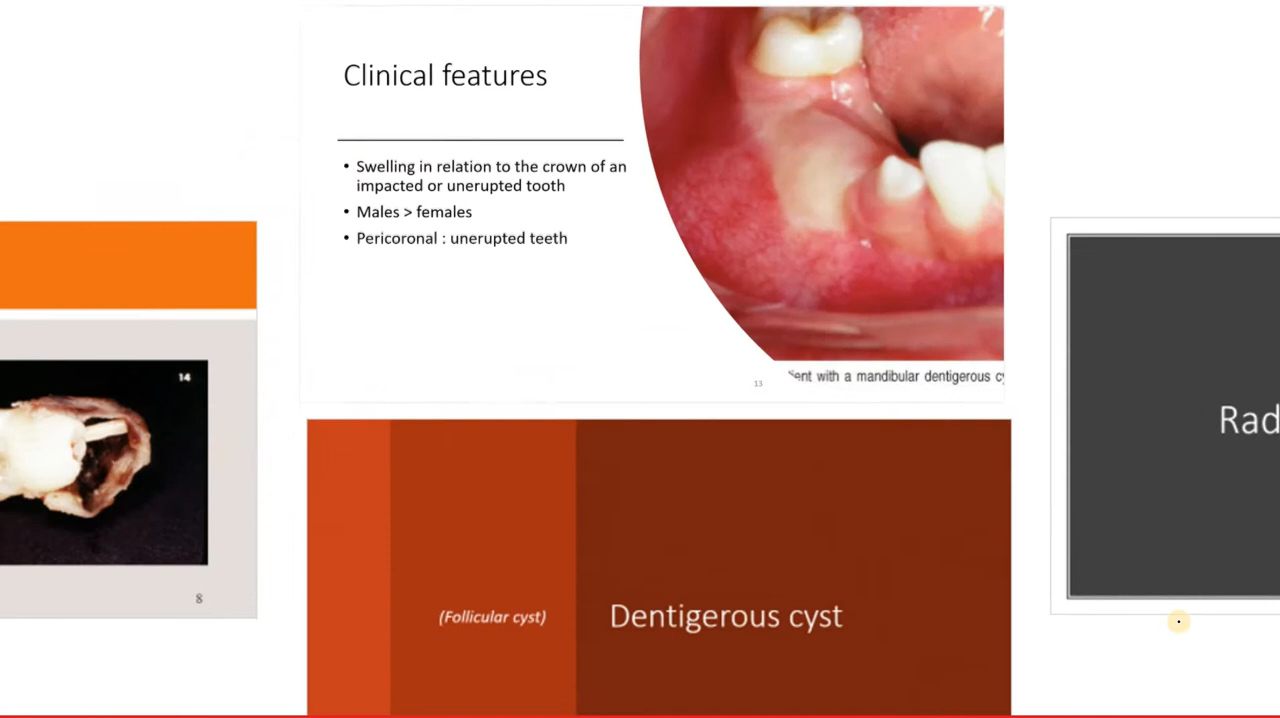 Clinical features
• Swelling in relation to the crown of an
impacted or unerupted tooth
• Males > females
• Pericoronal : unerupted teeth
with a mandibular dentigerous
13
14
8
(Follicular cyst)
Dentigerous cyst
Rad